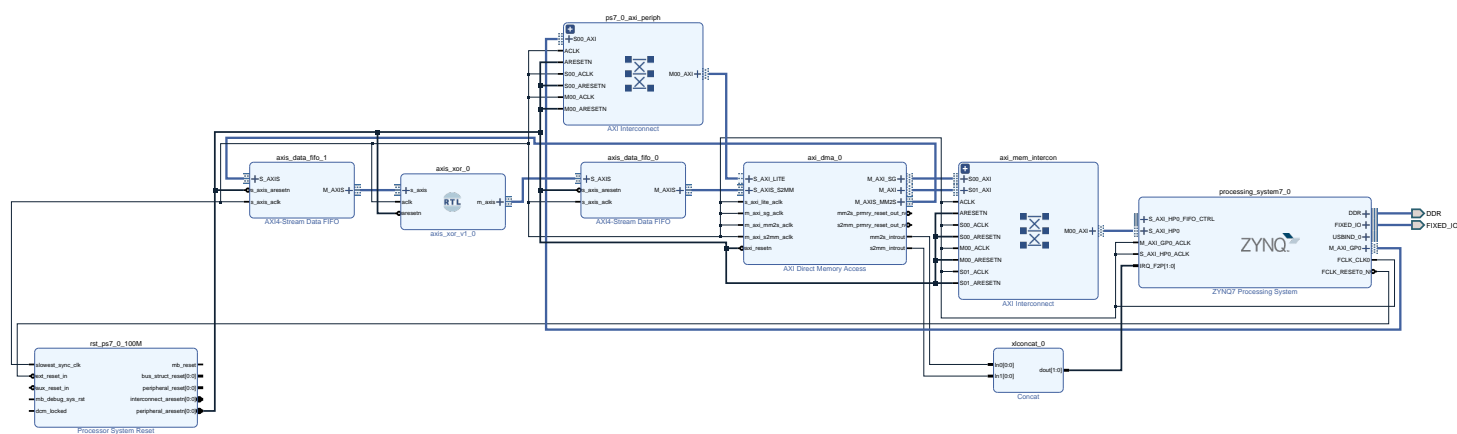 ps7_0_axi_periph
S00_AXI
ACLK
ARESETN
S00_ACLK
S00_ARESETN
M00_ACLK
M00_ARESETN
M00_AXI
AXI Interconnect
axis_data_fifo_1
S_AXIS
s_axis_aresetn
s_axis_aclk
M_AXIS
AXI4-Stream Data FIFO
axis_xor_0
s_axis
aclk
aresetn
RTL
m_axis
axis_xor_v1_0
axis_data_fifo_0
S_AXIS
s_axis_aresetn
s_axis_aclk
M_AXIS
AXI4-Stream Data FIFO
axi_dma_0
S_AXI_LITE
S_AXIS_S2MM
s_axi_lite_aclk
m_axi_sg_aclk
m_axi_mm2s_aclk
m_axi_s2mm_aclk
axi_resetn
M_AXI_SG
M_AXI
M_AXIS_MM2S
mm2s_prmry_reset_out_n
s2mm_prmry_reset_out_n
mm2s_introut
s2mm_introut
AXI Direct Memory Access
axi_mem_intercon
S00_AXI
S01_AXI
ACLK
ARESETN
S00_ACLK
S00_ARESETN
M00_ACLK
M00_ARESETN
S01_ACLK
S01_ARESETN
M00_AXI
AXI Interconnect
processing_system7_0
S_AXI_HP0_FIFO_CTRL
S_AXI_HP0
M_AXI_GP0_ACLK
S_AXI_HP0_ACLK
IRQ_F2P[1:0]
ZYNQ
DDR
FIXED_IO
USBIND_0
M_AXI_GP0
FCLK_CLK0
FCLK_RESET0_N
ZYNQ7 Processing System
DDR
FIXED_IO
rst_ps7_0_100M
slowest_sync_clk
ext_reset_in
aux_reset_in
mb_debug_sys_rst
dcm_locked
mb_reset
bus_struct_reset[0:0]
peripheral_reset[0:0]
interconnect_aresetn[0:0]
peripheral_aresetn[0:0]
Processor System Reset
xlconcat_0
In0[0:0]
In1[0:0]
dout[1:0]
Concat